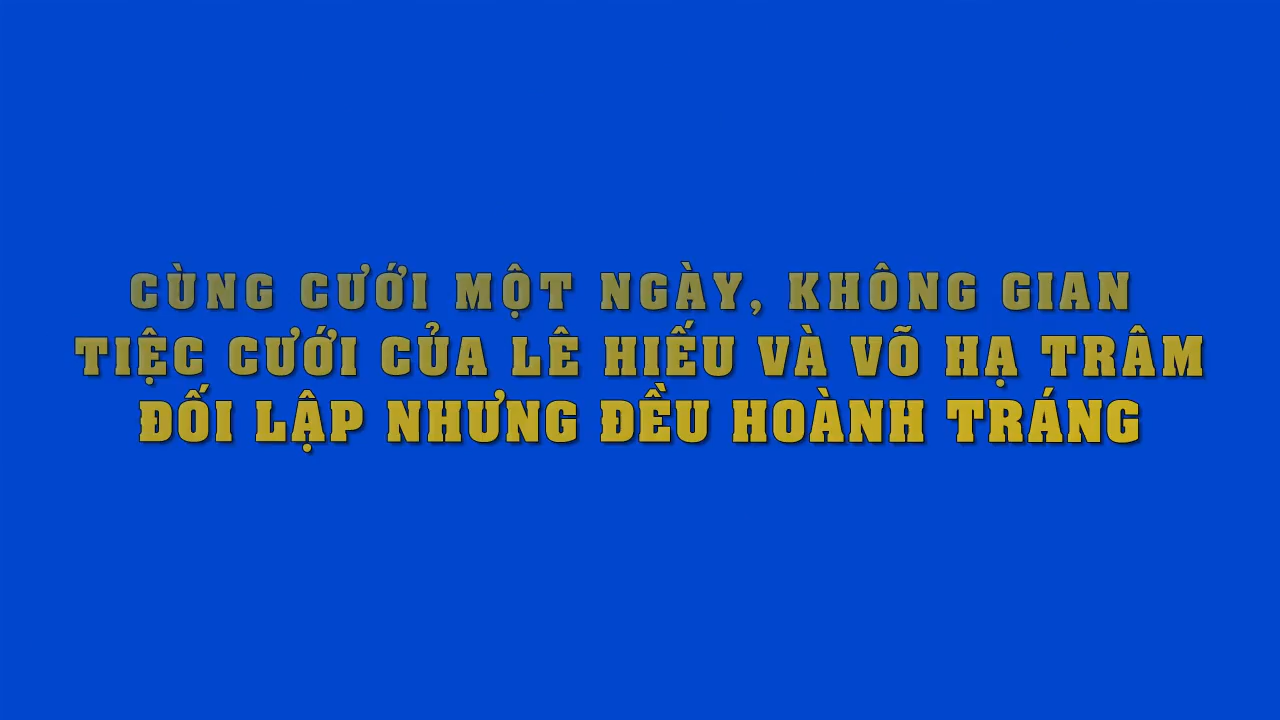 CÙNG CƯỚI MỘT NGÀY, KHÔNG GIAN
TIỆC CƯỚI CỦA LÊ HIẾU VÀ VÕ HẠ TRÂM
ĐỐI LẬP NHƯNG ĐỀU HOÀNH TRÁNG